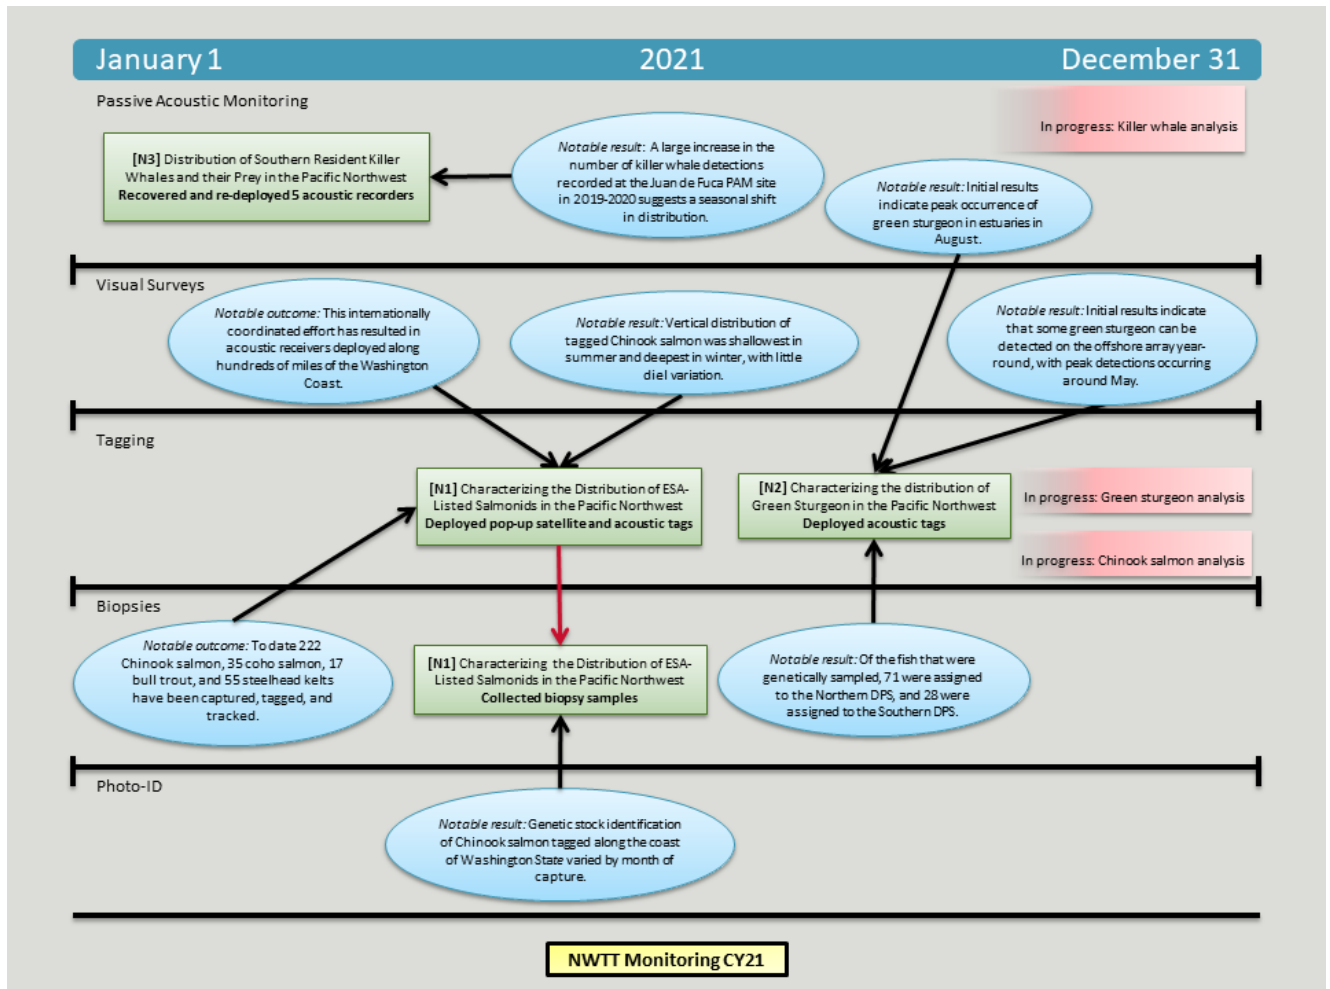 January 1 2021 December 31
Passive Acoustic Monitoring
In progress: Killer whale analysis
[N3] Distribution of Southern Resident Killer
Whales and their Prey in the Pacific Northwest
Recovered and re-deployed 5 acoustic recorders
Notable result: A large increase in the
number of killer whale detections
recorded at the Juan de Fuca PAM site
in 2019-2020 suggests a seasonal shift
in distribution.
Notable result: Initial results
indicate peak occurrence of
green sturgeon in estuaries in
August.
Visual Surveys
Notable outcome: This internationally
coordinated effort has resulted in
acoustic receivers deployed along
hundreds of miles of the Washington
Coast.
Notable result: Vertical distribution of
tagged Chinook salmon was shallowest in
summer and deepest in winter, with little
diel variation.
Notable result: Initial results indicate
that some green sturgeon can be
detected on the offshore array year-
round, with peak detections occurring
around May.
Tagging
[N1] Characterizing the Distribution of ESA-
Listed Salmonids in the Pacific Northwest
Deployed pop-up satellite and acoustic tags
[N2] Characterizing the distribution of
Green Sturgeon in the Pacific Northwest
Deployed acoustic tags
In progress: Green sturgeon analysis
In progress: Chinook salmon analysis
Biopsies
Notable outcome: To date 222
Chinook salmon, 35 coho salmon, 17
bull trout, and 55 steelhead kelts
have been captured, tagged, and
tracked.
[N1] Characterizing the Distribution of ESA-
Listed Salmonids in the Pacific Northwest
Collected biopsy samples
Notable result: Of the fish that were
genetically sampled, 71 were assigned
to the Northern DPS, and 28 were
assigned to the Southern DPS.
Photo-ID
Notable result: Genetic stock identification
of Chinook salmon tagged along the coast
of Washington State varied by month of
capture.
NWTT Monitoring CY21